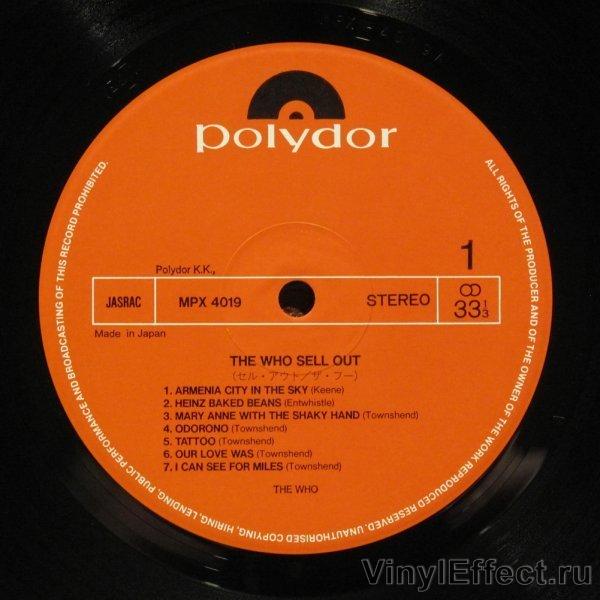 polydor
1
Polydor K.K.,
JASRAC
MPX 4019
STEREO
33 1/3
Made in Japan
THE WHO SELL OUT
(セル・アウト/ザ・フー)
1. ARMENIA CITY IN THE SKY (Keene)
2. HEINZ BAKED BEANS (Entwhistle)
3. MARY ANNE WITH THE SHAKY HAND (Townshend)
4. ODORONO (Townshend)
5. TATTOO (Townshend)
6. OUR LOVE WAS (Townshend)
7. I CAN SEE FOR MILES (Townshend)
THE WHO
ALL RIGHTS OF THE PRODUCER AND OF THE OWNER OF THE WORK REPRODUCED RESERVED. UNAUTHORISED COPYING, HIRING, LENDING, PUBLIC PERFORMANCE AND BROADCASTING OF THIS RECORD PROHIBITED.
VinylEffect.ru